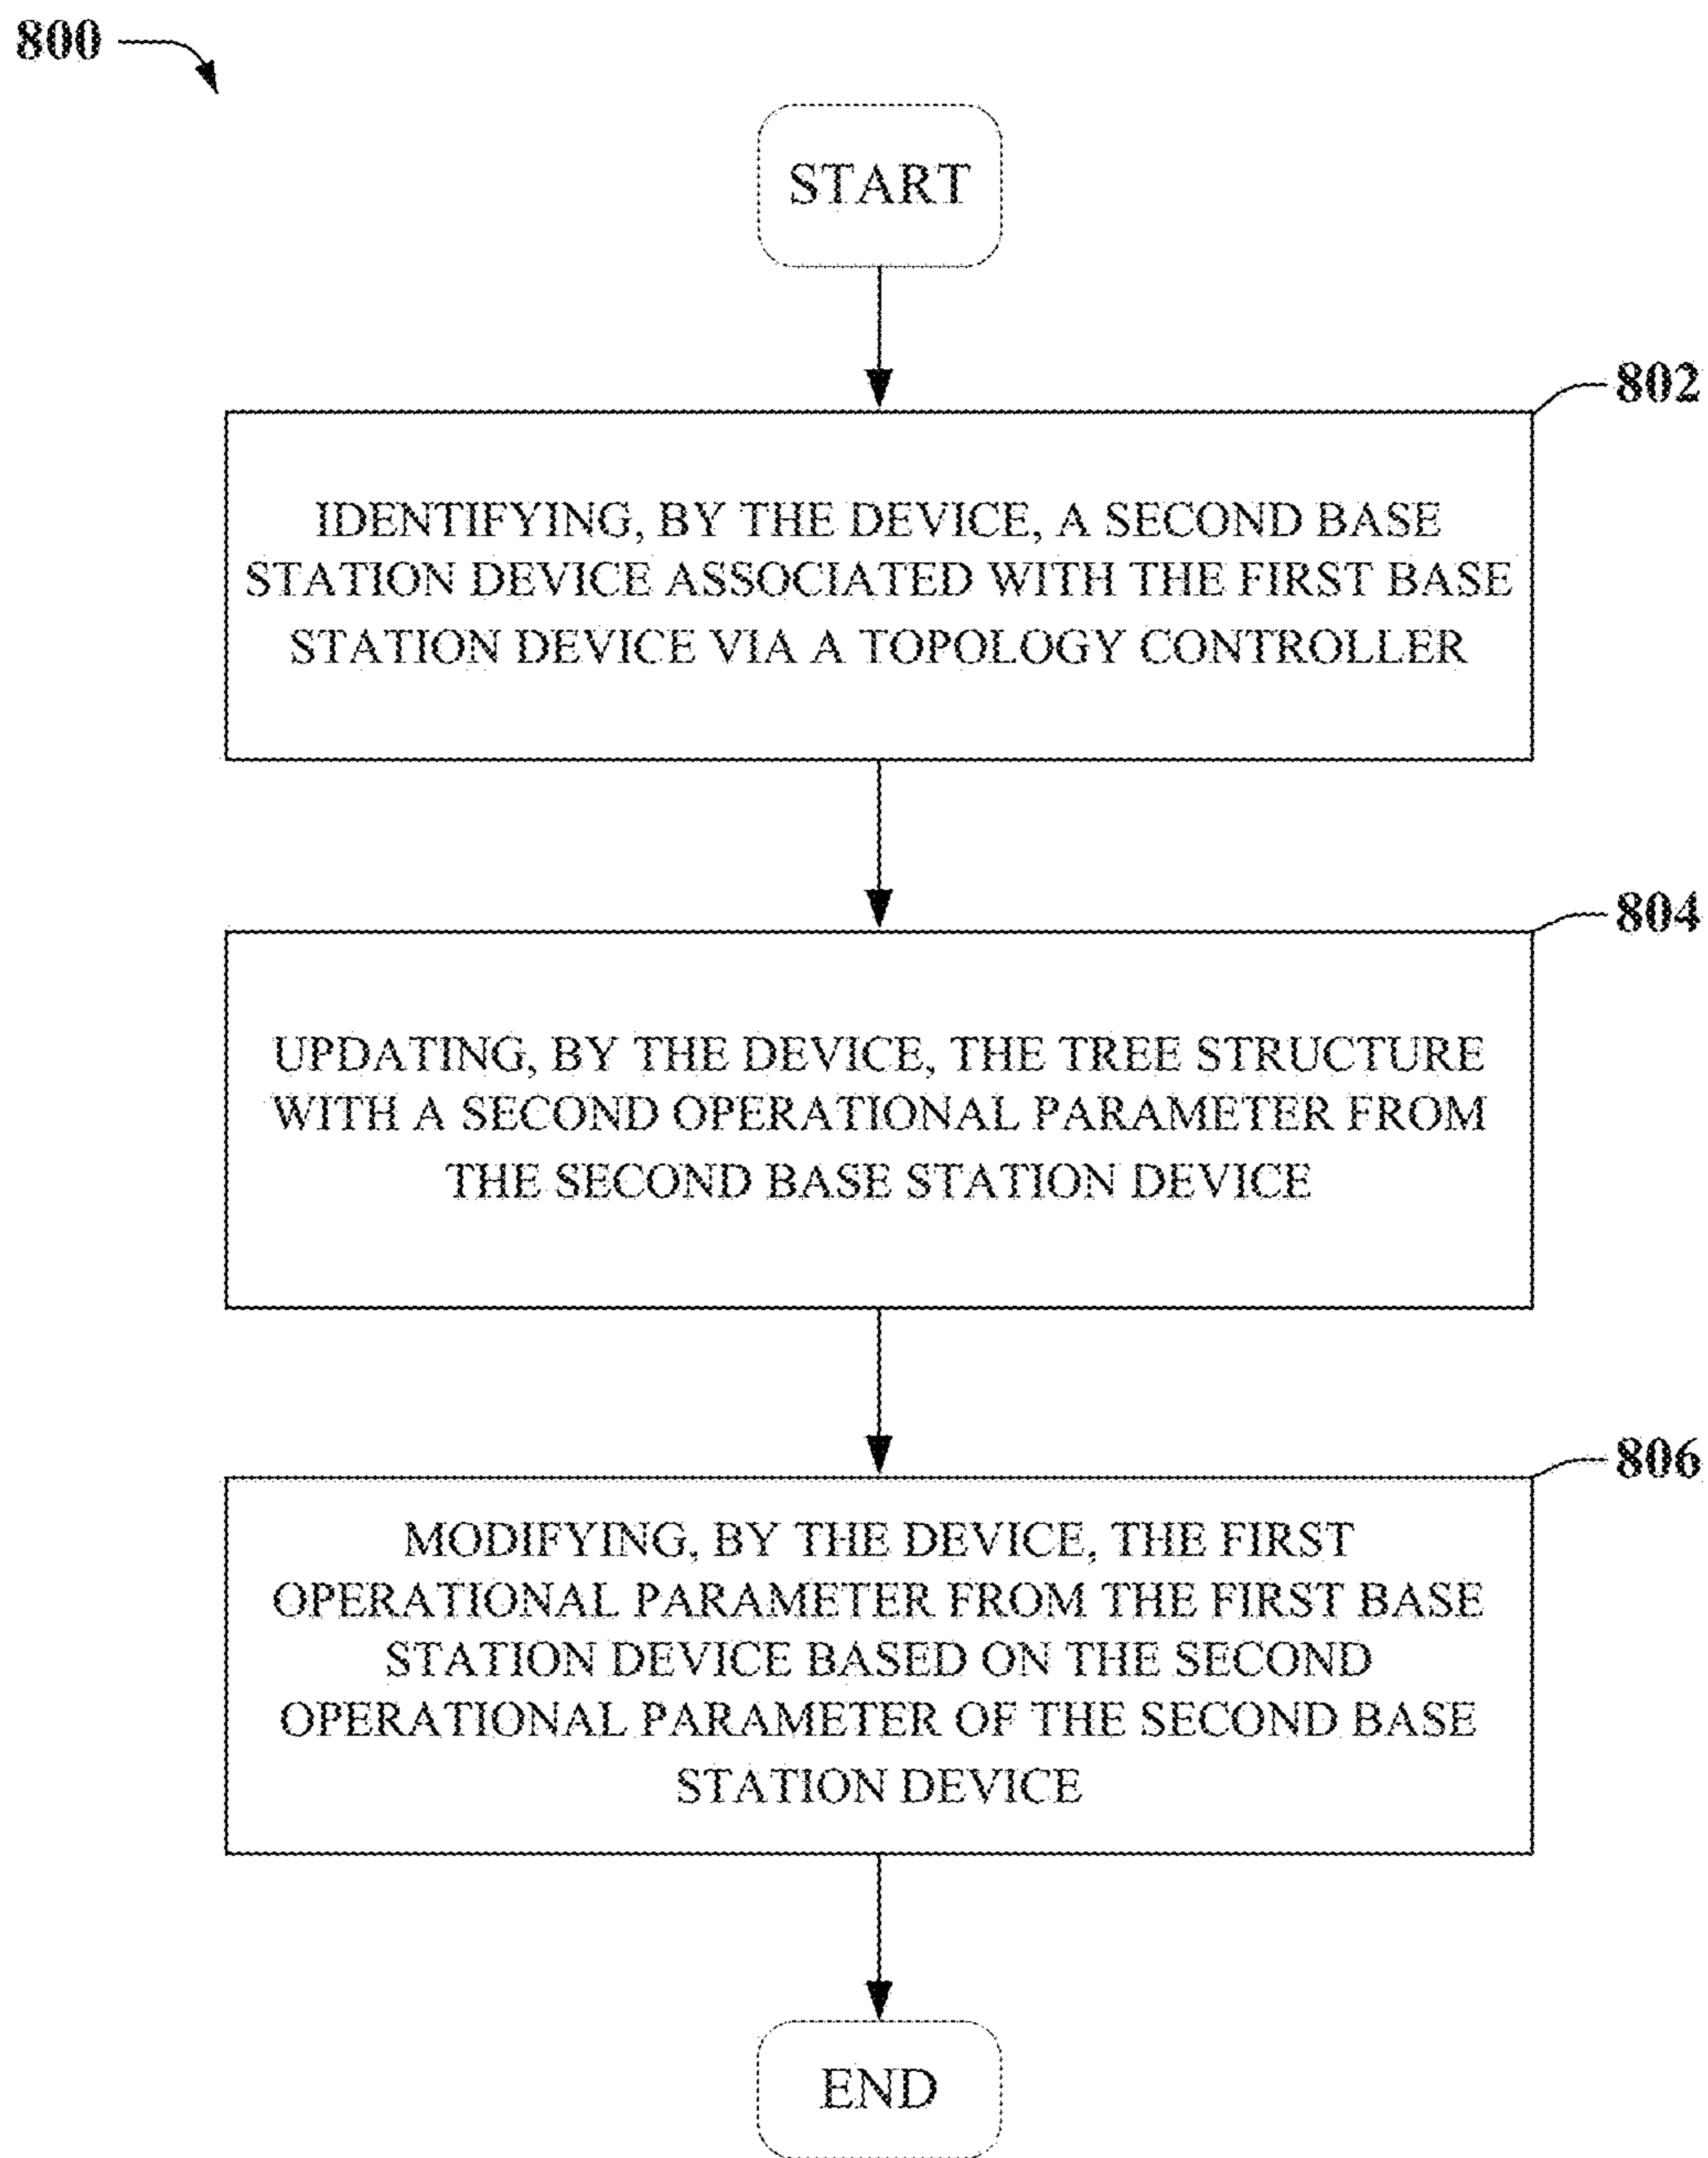 800
START
802
IDENTIFYING, BY THE DEVICE, A SECOND BASE
STATION DEVICE ASSOCIATED WITH THE FIRST BASE
STATION DEVICE VIA A TOPOLOGY CONTROLLER
804
UPDATING, BY THE DEVICE, THE TREE STRUCTURE
WITH A SECOND OPERATIONAL PARAMETER FROM
THE SECOND BASE STATION DEVICE
806
MODIFYING, BY THE DEVICE, THE FIRST
OPERATIONAL PARAMETER FROM THE FIRST BASE
STATION DEVICE BASED ON THE SECOND
OPERATIONAL PARAMETER OF THE SECOND BASE
STATION DEVICE
END